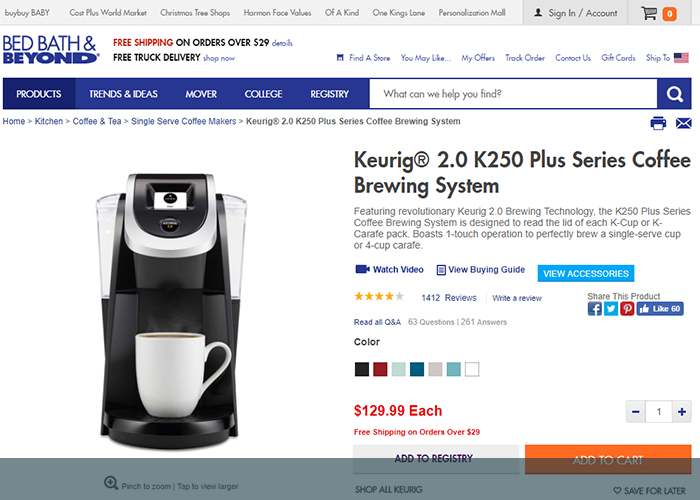 buybuy BABY Cost Plus World Market Christmas Tree Shops Harmon Face Values Of A Kind One Kings Lane Personalization Mall Sign In / Account 0
BED BATH &
BEYOND®
FREE SHIPPING ON ORDERS OVER $29 details
FREE TRUCK DELIVERY shop now
Find A Store You May Like... My Offers Track Order Contact Us Gift Cards Ship To
PRODUCTS TRENDS & IDEAS MOVER COLLEGE REGISTRY What can we help you find?
Home > Kitchen > Coffee & Tea > Single Serve Coffee Makers > Keurig® 2.0 K250 Plus Series Coffee Brewing System
Keurig® 2.0 K250 Plus Series Coffee
Brewing System
Featuring revolutionary Keurig 2.0 Brewing Technology, the K250 Plus Series
Coffee Brewing System is designed to read the lid of each K-Cup or K-
Carafe pack. Boasts 1-touch operation to perfectly brew a single-serve cup
or 4-cup carafe.
Watch Video View Buying Guide VIEW ACCESSORIES
1412 Reviews Write a review
Share This Product
f Like 60
Read all Q&A 63 Questions | 261 Answers
Color
KEURIG
2.0
$129.99 Each
- 1 +
Free Shipping on Orders Over $29
ADD TO REGISTRY ADD TO CART
Pinch to zoom | Tap to view larger
SHOP ALL KEURIG SAVE FOR LATER